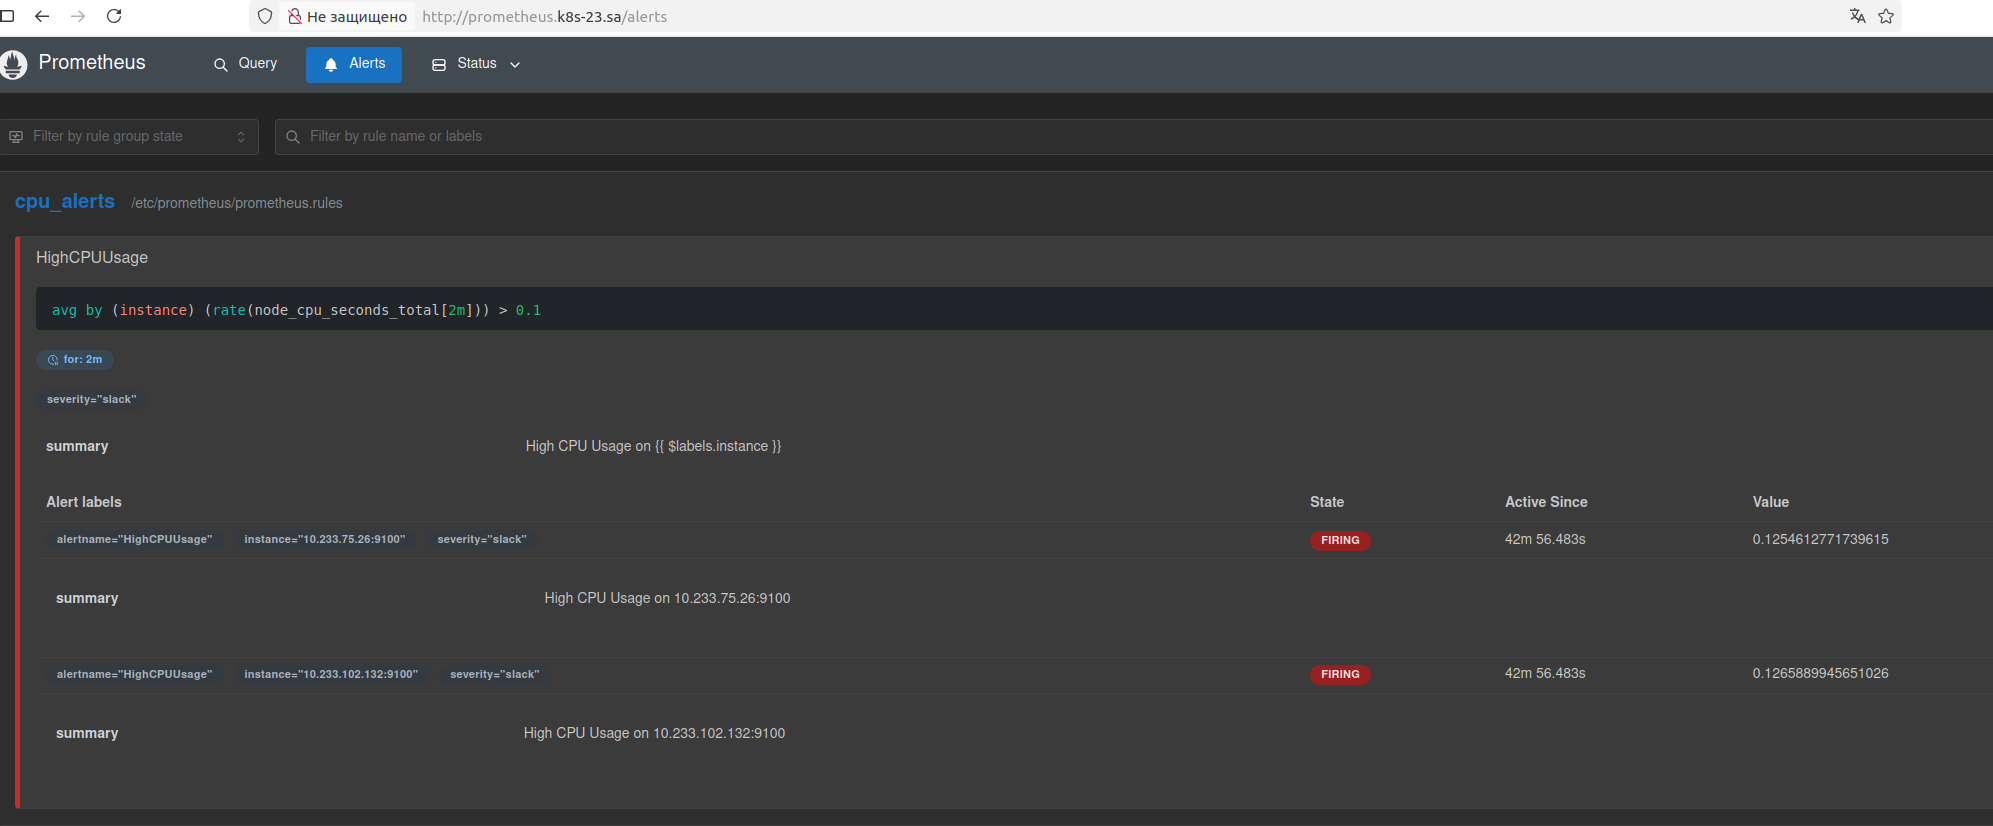 Не защищено http://prometheus.k8s-23.sa/alerts
Prometheus Query Alerts Status
Filter by rule group state Filter by rule name or labels
cpu_alerts /etc/prometheus/prometheus.rules
HighCPUUsage
avg by (instance) (rate(node_cpu_seconds_total[2m])) > 0.1
for: 2m
severity="slack"
summary High CPU Usage on {{ $labels.instance }}
Alert labels State Active Since Value
alertname="HighCPUUsage" instance="10.233.75.26:9100" severity="slack" FIRING 42m 56.483s 0.1254612771739615
summary High CPU Usage on 10.233.75.26:9100
alertname="HighCPUUsage" instance="10.233.102.132:9100" severity="slack" FIRING 42m 56.483s 0.1265889945651026
summary High CPU Usage on 10.233.102.132:9100